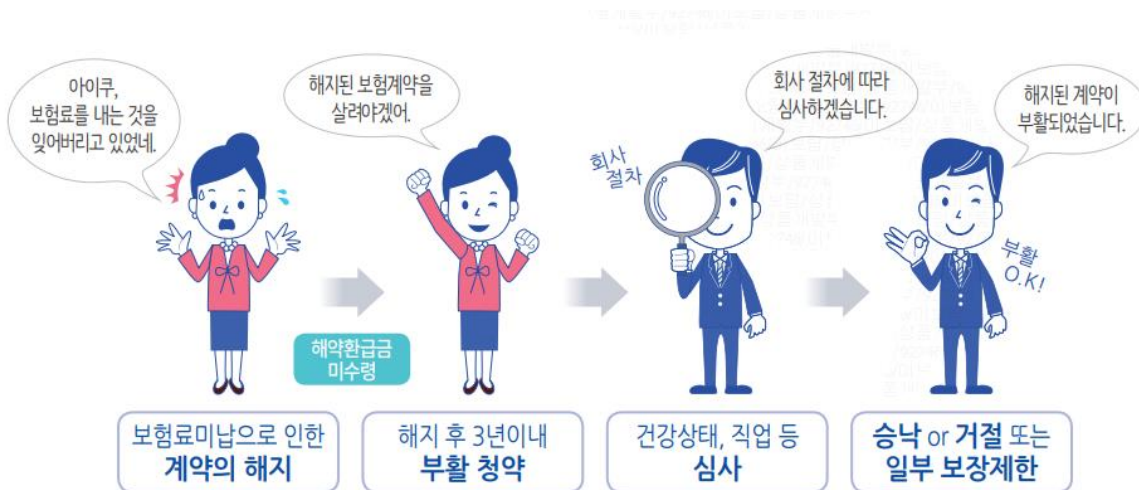 아이쿠,
보험료를 내는 것을
잊어버리고 있었네.
해지된 보험계약을
살려야겠어.
회사 절차에 따라
심사하겠습니다.
해지된 계약이
부활되었습니다.
회사
절차
부활
O.K!
해약환급금
미수령
보험료미납으로 인한
계약의 해지
해지 후 3년이내
부활 청약
건강상태, 직업 등
심사
승낙 or 거절 또는
일부 보장제한